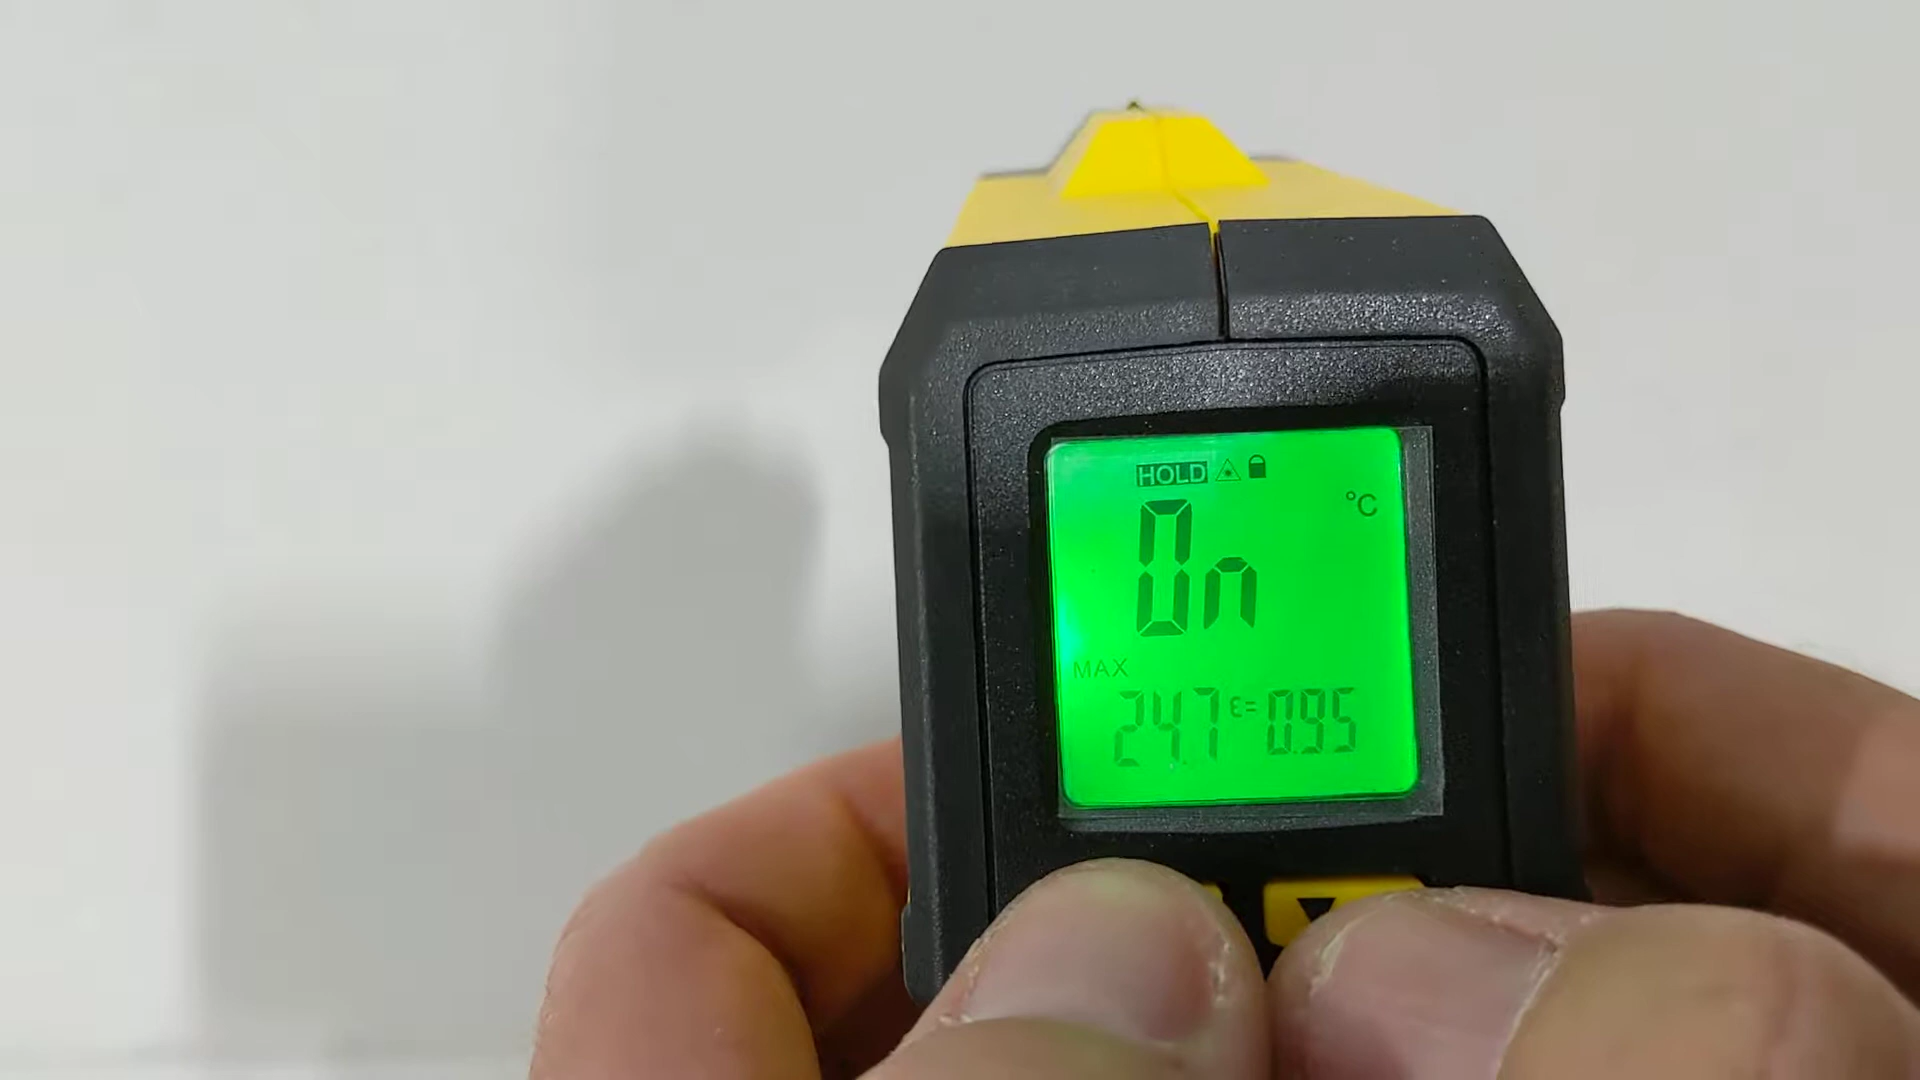 HOLD
°C
On
MAX
24.7 ε= 0.95